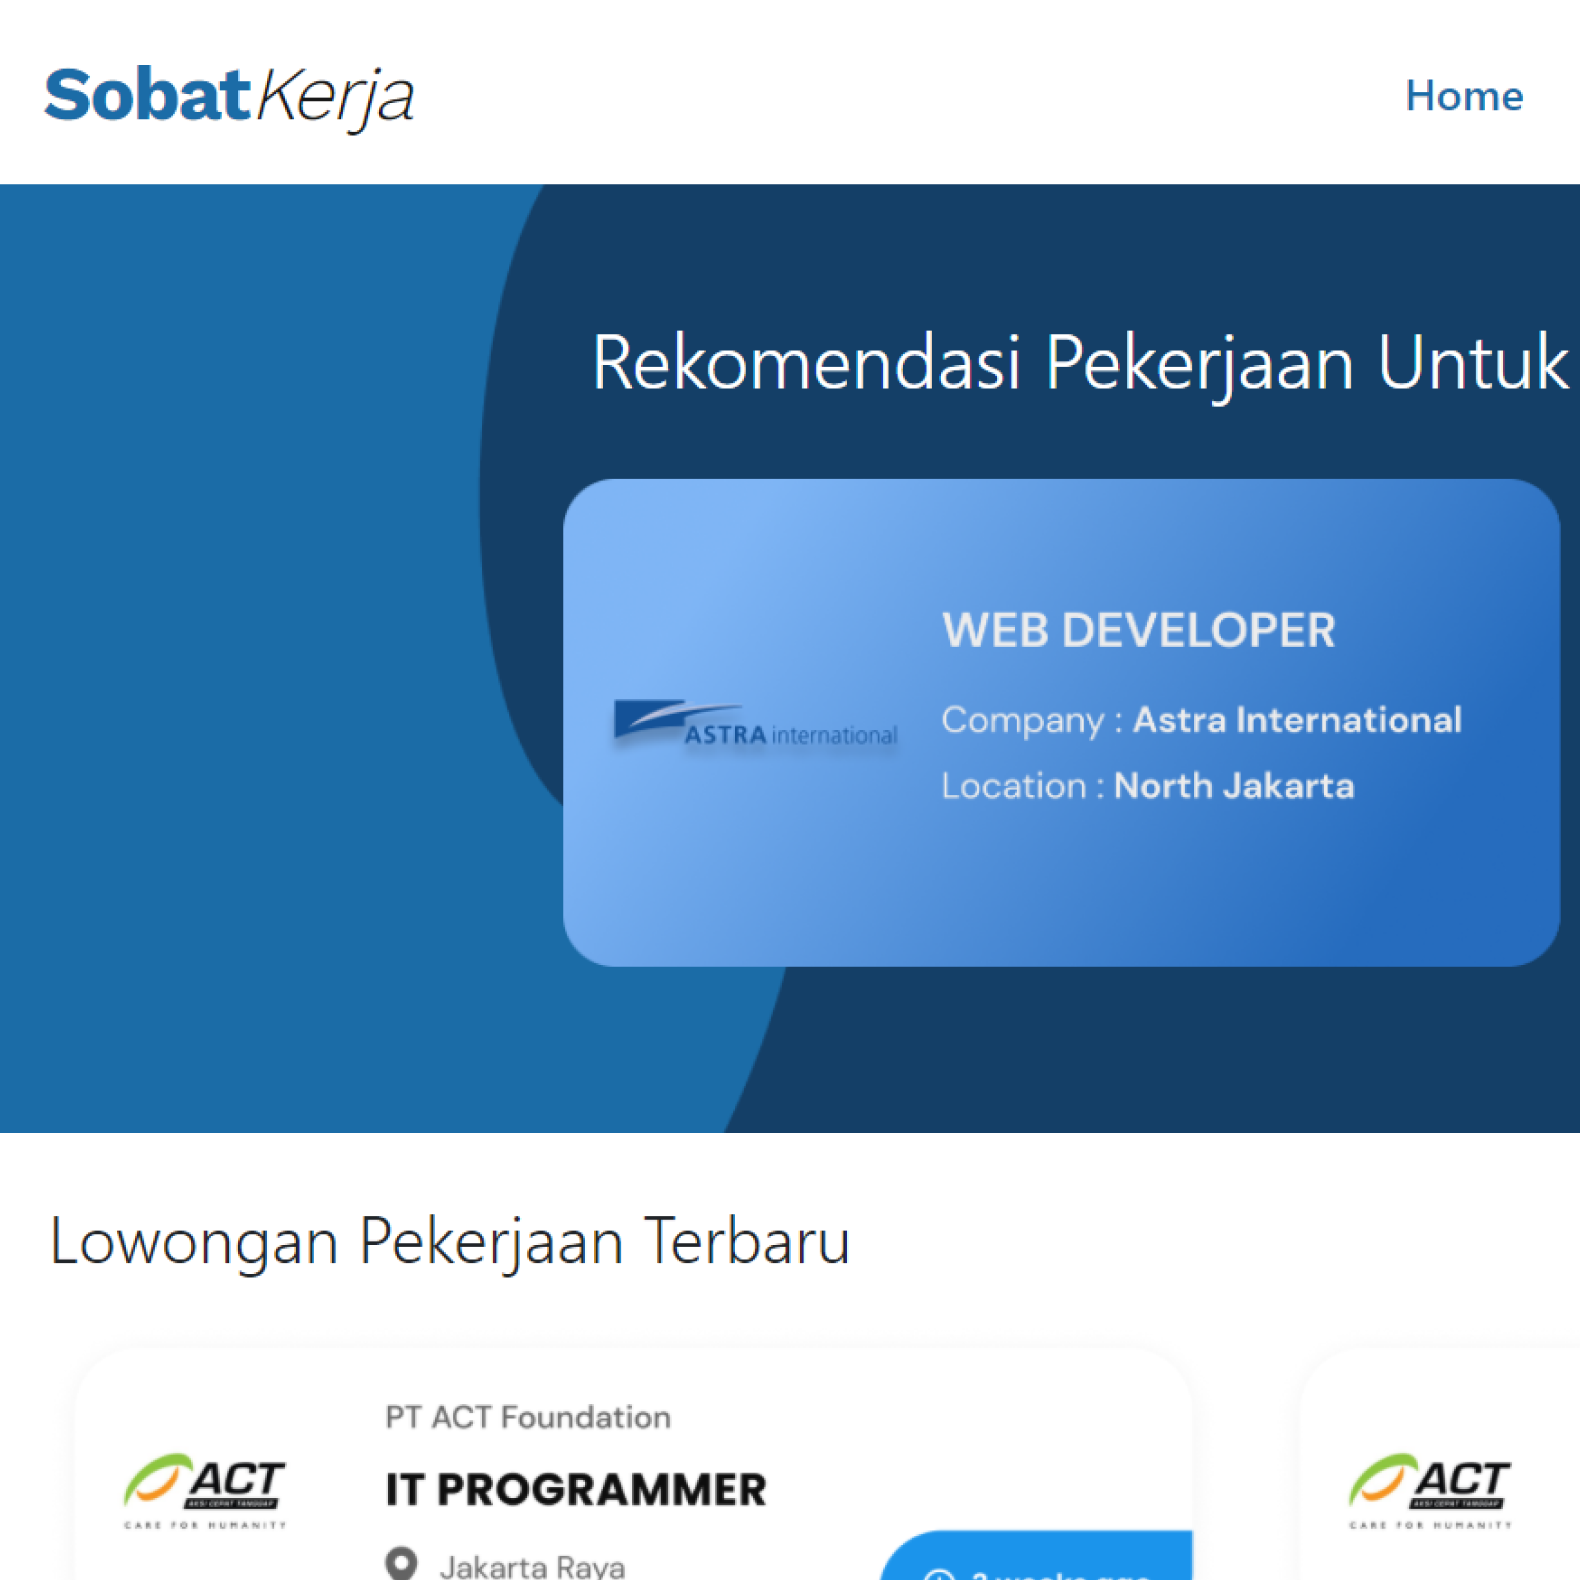 SobatKerja
Home
Rekomendasi Pekerjaan Untuk
WEB DEVELOPER
ASTRA international
Company : Astra International
Location : North Jakarta
Lowongan Pekerjaan Terbaru
PT ACT Foundation
ACT
AKSI CEPAT TANGGAP
CARE FOR HUMANITY
IT PROGRAMMER
Jakarta Raya
ACT
AKSI CEPAT TANGGAP
CARE FOR HUMANITY